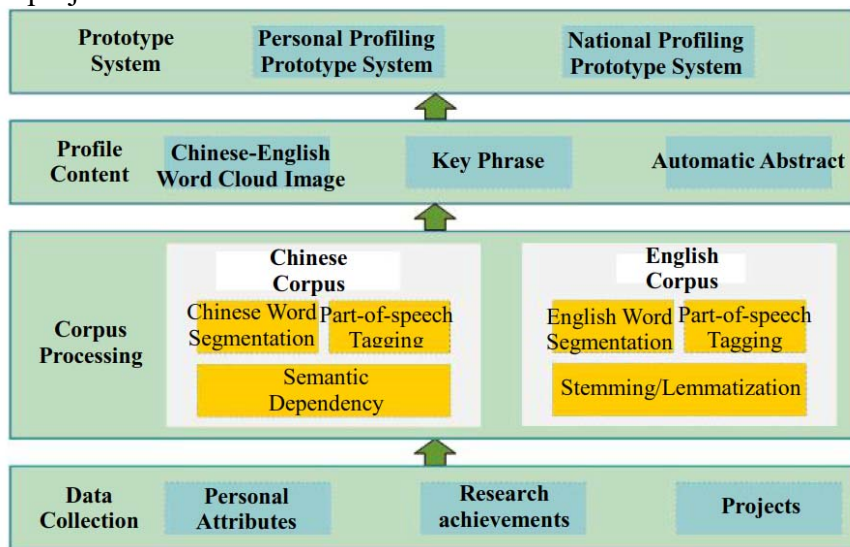 Prototype
System
Personal Profiling
Prototype System
National Profiling
Prototype System
Profile
Content
Chinese-English
Word Cloud Image
Key Phrase
Automatic Abstract
Corpus
Processing
Chinese
Corpus
Chinese Word
Segmentation
Part-of-speech
Tagging
Semantic
Dependency
English
Corpus
English Word
Segmentation
Part-of-speech
Tagging
Stemming/Lemmatization
Data
Collection
Personal
Attributes
Research
achievements
Projects